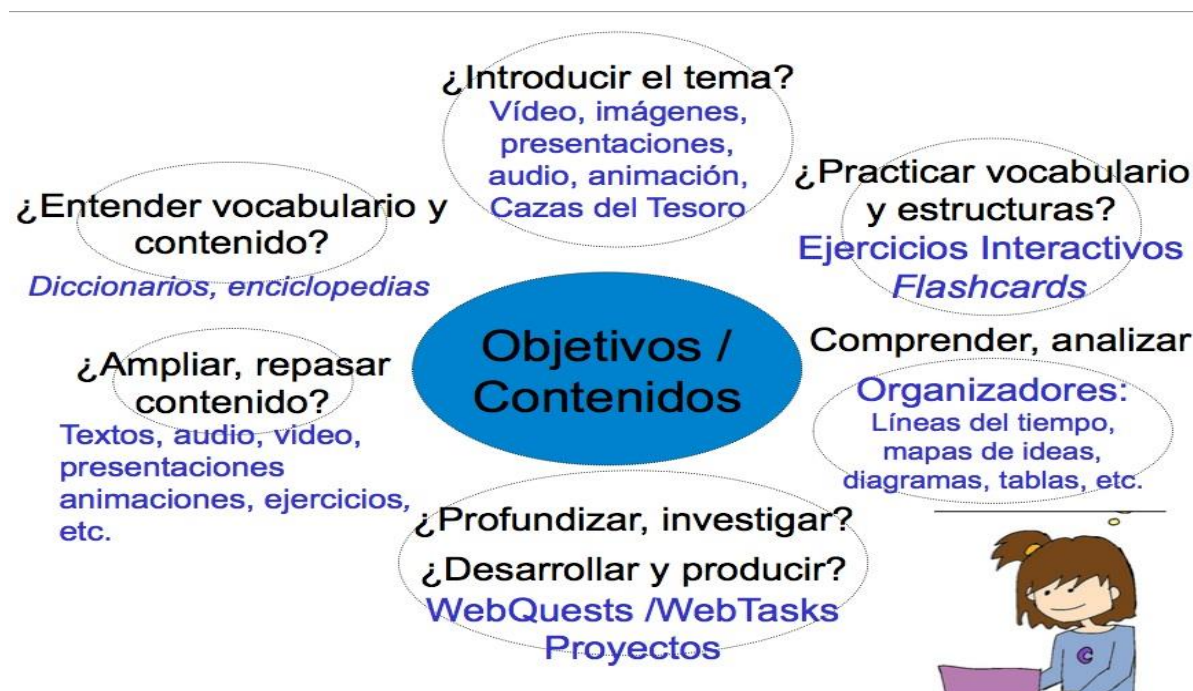 ¿Introducir el tema?
Vídeo, imágenes,
presentaciones,
audio, animación,
Cazas del Tesoro
¿Practicar vocabulario
y estructuras?
Ejercicios Interactivos
Flashcards
¿Entender vocabulario y
contenido?
Diccionarios, enciclopedias
Objetivos /
Contenidos
Comprender, analizar
Organizadores:
Líneas del tiempo,
mapas de ideas,
diagramas, tablas, etc.
¿Ampliar, repasar
contenido?
Textos, audio, video,
presentaciones
animaciones, ejercicios,
etc.
¿Profundizar, investigar?
¿Desarrollar y producir?
WebQuests /WebTasks
Proyectos
C